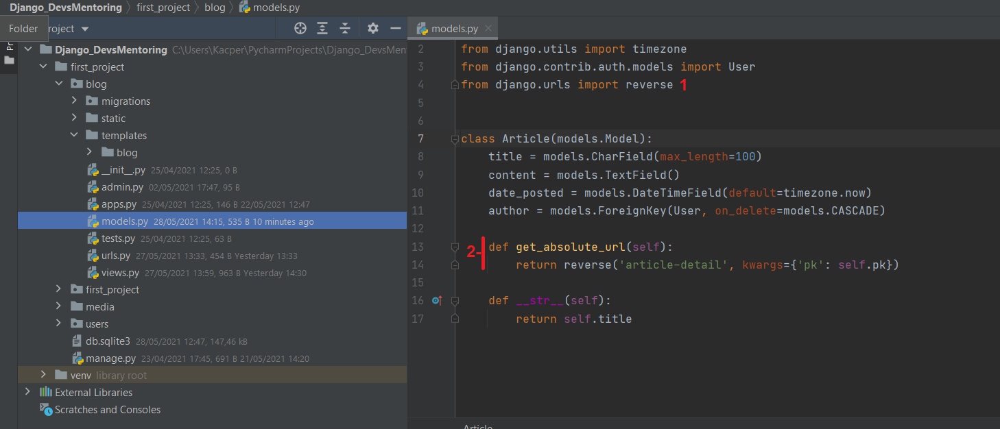 Django_DevsMentoring first_project blog models.py
Folder roject
models.py
Pr
Django_DevsMentoring C:\Users\Kacper\PycharmProjects\Django_DevsMen
first_project
blog
migrations
static
templates
blog
__init__.py 25/04/2021 12:25, 0 B
admin.py 02/05/2021 17:47, 95 B
apps.py 25/04/2021 12:25, 146 B 22/05/2021 12:47
models.py 28/05/2021 14:15, 535 B 10 minutes ago
tests.py 25/04/2021 12:25, 63 B
urls.py 27/05/2021 13:33, 454 B Yesterday 13:33
views.py 27/05/2021 13:59, 963 B Yesterday 14:30
first_project
media
users
db.sqlite3 28/05/2021 12:47, 147,46 kB
manage.py 23/04/2021 17:45, 691 B 21/05/2021 14:20
venv library root
External Libraries
Scratches and Consoles
2 from django.utils import timezone
3 from django.contrib.auth.models import User
4 from django.urls import reverse 1
5
6
7 class Article(models.Model):
8 title = models.CharField(max_length=100)
9 content = models.TextField()
10 date_posted = models.DateTimeField(default=timezone.now)
11 author = models.ForeignKey(User, on_delete=models.CASCADE)
12
13 def get_absolute_url(self):
2-
14 return reverse('article-detail', kwargs={'pk': self.pk})
15
16 def __str__(self):
17 return self.title
Article